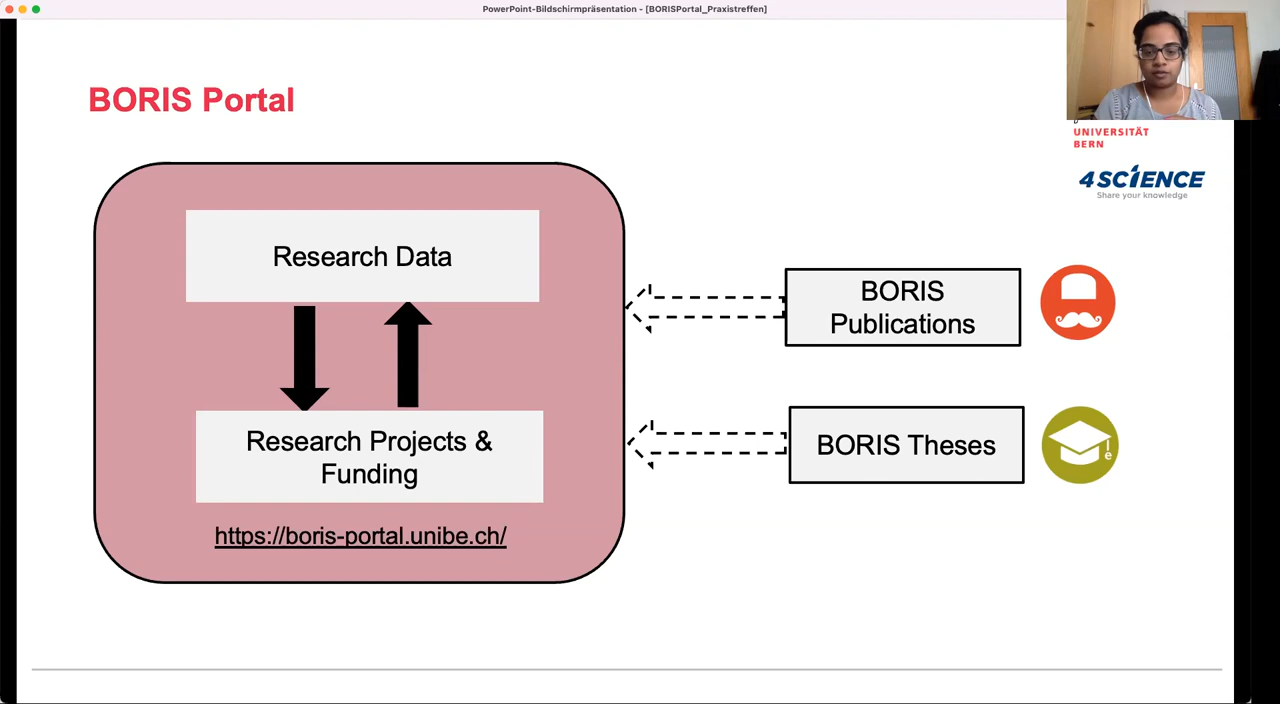 PowerPoint-Bildschirmpräsentation - [BORISPortal_Praxistreffen]
BORIS Portal
UNIVERSITÄT
BERN
4SCIENCE
Share your knowledge
Research Data
BORIS
Publications
Research Projects &
Funding
BORIS Theses
https://boris-portal.unibe.ch/